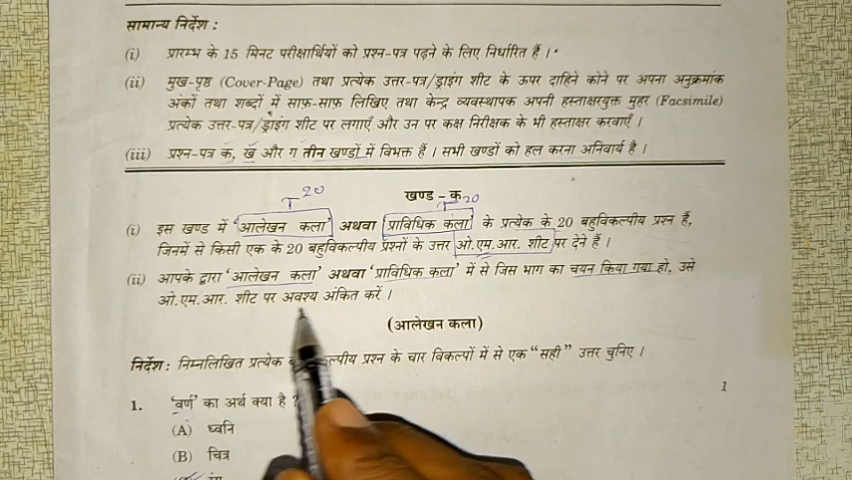 सामान्य निर्देश :
(i) प्रारम्भ के 15 मिनट परीक्षार्थियों को प्रश्न-पत्र पढ़ने के लिए निर्धारित हैं ।
(ii) मुख-पृष्ठ (Cover-Page) तथा प्रत्येक उत्तर-पत्र/ड्राइंग शीट के ऊपर दाहिने कोने पर अपना अनुक्रमांक
अंकों तथा शब्दों में साफ़-साफ़ लिखिए तथा केन्द्र व्यवस्थापक अपनी हस्ताक्षरयुक्त मुहर (Facsimile)
प्रत्येक उत्तर-पत्र/ड्रॉइंग शीट पर लगाएँ और उन पर कक्ष निरीक्षक के भी हस्ताक्षर करवाएँ ।
(iii) प्रश्न-पत्र क, ख और ग तीन खण्डों में विभक्त हैं । सभी खण्डों को हल करना अनिवार्य है ।
20
खण्ड – क
20
(i) इस खण्ड में 'आलेखन कला' अथवा 'प्राविधिक कला' के प्रत्येक के 20 बहुविकल्पीय प्रश्न हैं,
जिनमें से किसी एक के 20 बहुविकल्पीय प्रश्नों के उत्तर ओ.एम.आर. शीट पर देने हैं ।
(ii) आपके द्वारा 'आलेखन कला' अथवा 'प्राविधिक कला' में से जिस भाग का चयन किया गया हो, उसे
ओ.एम.आर. शीट पर अवश्य अंकित करें ।
(आलेखन कला)
निर्देश : निम्नलिखित प्रत्येक प्रश्न के चार विकल्पों में से एक "सही" उत्तर चुनिए ।
1
1. 'वर्ण' का अर्थ क्या है ?
(A) ध्वनि
(B) चित्र